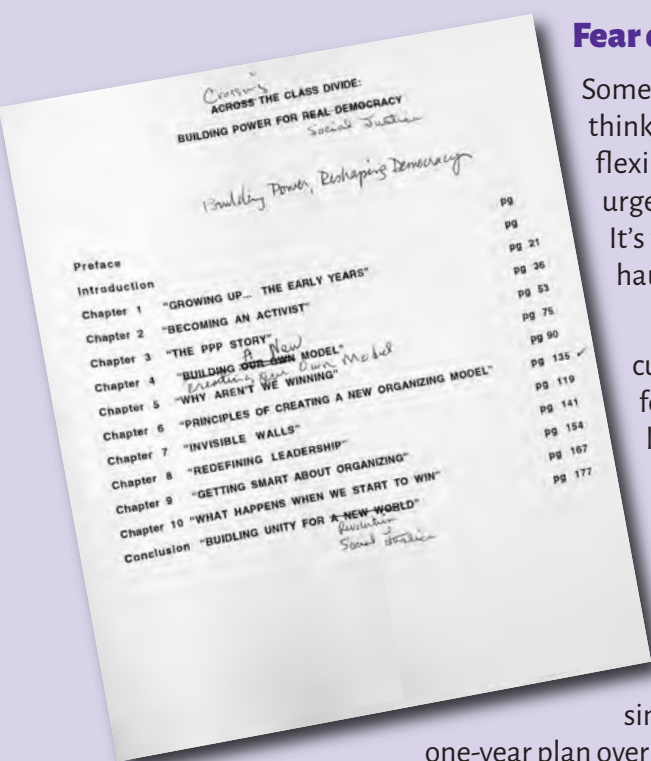 Crossing
ACROSS THE CLASS DIVIDE:
BUILDING POWER FOR REAL DEMOCRACY
Social Justice
Building Power, Reshaping Democracy
Preface pg
Introduction pg
Chapter 1 "GROWING UP... THE EARLY YEARS" pg 21
Chapter 2 "BECOMING AN ACTIVIST" pg 36
Chapter 3 "THE PPP STORY" pg 53
A New
Chapter 4 "BUILDING OUR OWN MODEL" pg 75
Creating our Own Model
Chapter 5 "WHY AREN'T WE WINNING" pg 90
Chapter 6 "PRINCIPLES OF CREATING A NEW ORGANIZING MODEL" pg 135 ✓
Chapter 7 "INVISIBLE WALLS" pg 119
Chapter 8 "REDEFINING LEADERSHIP" pg 141
Chapter 9 "GETTING SMART ABOUT ORGANIZING" pg 154
Chapter 10 "WHAT HAPPENS WHEN WE START TO WIN" pg 167
Conclusion "BUIDLING UNITY FOR A NEW WORLD" pg 177
Revolution
Social Justice
Fear
Some
think
flexi
urge
It's
hau
cu
sin
one-year plan over